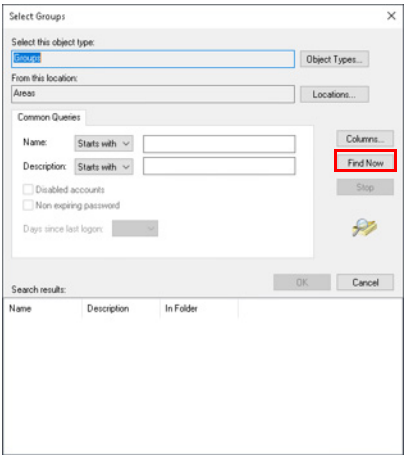 Select Groups
Select this object type:
Groups
Object Types...
From this location:
Areas
Locations...
Common Queries
Name: Starts with
Columns...
Description: Starts with
Find Now
Disabled accounts
Stop
Non expiring password
Days since last logon:
OK Cancel
Search results:
Name Description In Folder